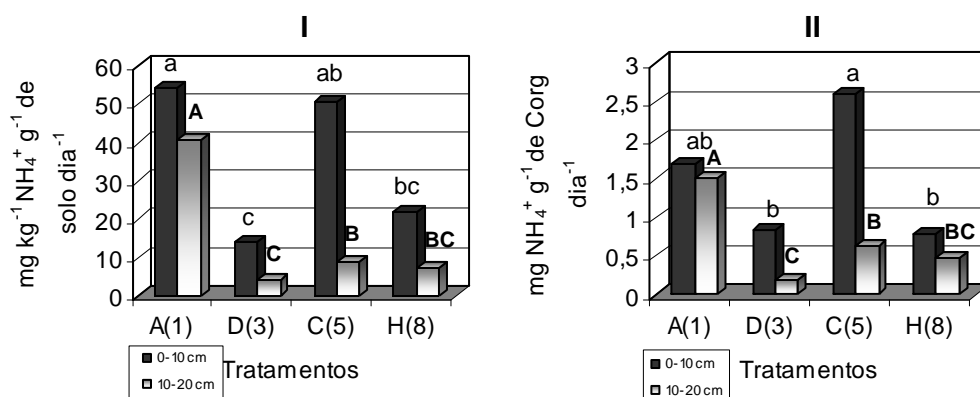 I
mg kg⁻¹ NH₄⁺ g⁻¹ de
solo dia⁻¹
60
50
40
30
20
10
0
a
A
c
C
ab
B
bc
BC
A(1) D(3) C(5) H(8)
Tratamentos
0-10 cm
10-20 cm
II
mg NH₄⁺ g⁻¹ de Corg
dia⁻¹
3
2,5
2
1,5
1
0,5
0
ab
A
b
C
a
B
b
BC
A(1) D(3) C(5) H(8)
Tratamentos
0-10 cm
10-20 cm